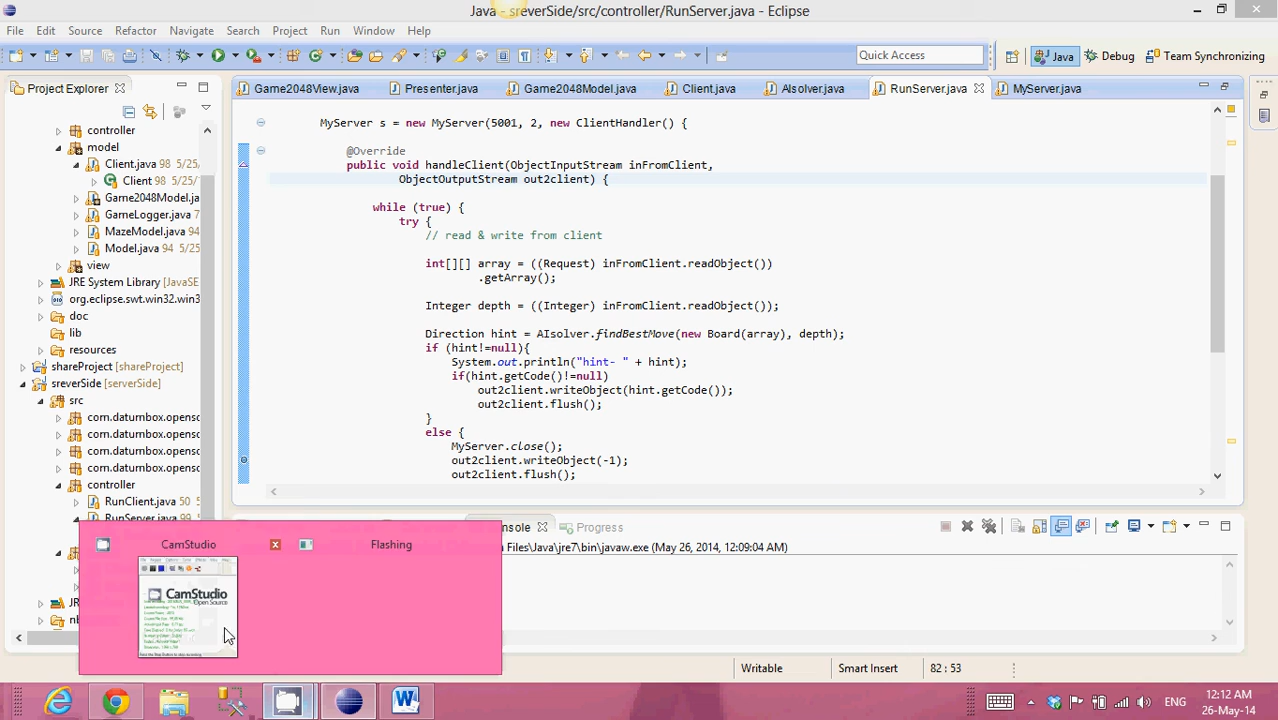 Java - sreverSide/src/controller/RunServer.java - Eclipse
File Edit Source Refactor Navigate Search Project Run Window Help
Quick Access
Java
Debug
Team Synchronizing
Project Explorer
Game2048View.java
Presenter.java
Game2048Model.java
Client.java
AIsolver.java
RunServer.java
MyServer.java
controller
model
Client.java 98 5/25/
Client 98 5/25/
Game2048Model.ja
GameLogger.java 7
MazeModel.java 94
Model.java 94 5/25
view
JRE System Library [JavaSE
org.eclipse.swt.win32.win3
doc
lib
resources
shareProject [shareProject]
sreverSide [serverSide]
src
com.datumbox.opensc
com.datumbox.opensc
com.datumbox.opensc
com.datumbox.opensc
controller
RunClient.java 50
RunServer.java 99
MyServer s = new MyServer(5001, 2, new ClientHandler() {
@Override
public void handleClient(ObjectInputStream inFromClient,
ObjectOutputStream out2client) {
while (true) {
try {
// read & write from client
int[][] array = ((Request) inFromClient.readObject())
.getArray();
Integer depth = ((Integer) inFromClient.readObject());
Direction hint = AIsolver.findBestMove(new Board(array), depth);
if (hint!=null){
System.out.println("hint- " + hint);
if(hint.getCode()!=null)
out2client.writeObject(hint.getCode());
out2client.flush();
}
else {
MyServer.close();
out2client.writeObject(-1);
out2client.flush();
JR
nb
onsole
Progress
Files\Java\jre7\bin\javaw.exe (May 26, 2014, 12:09:04 AM)
CamStudio
Flashing
CamStudio
Open Source
Writable
Smart Insert
82 : 53
ENG
12:12 AM
26-May-14